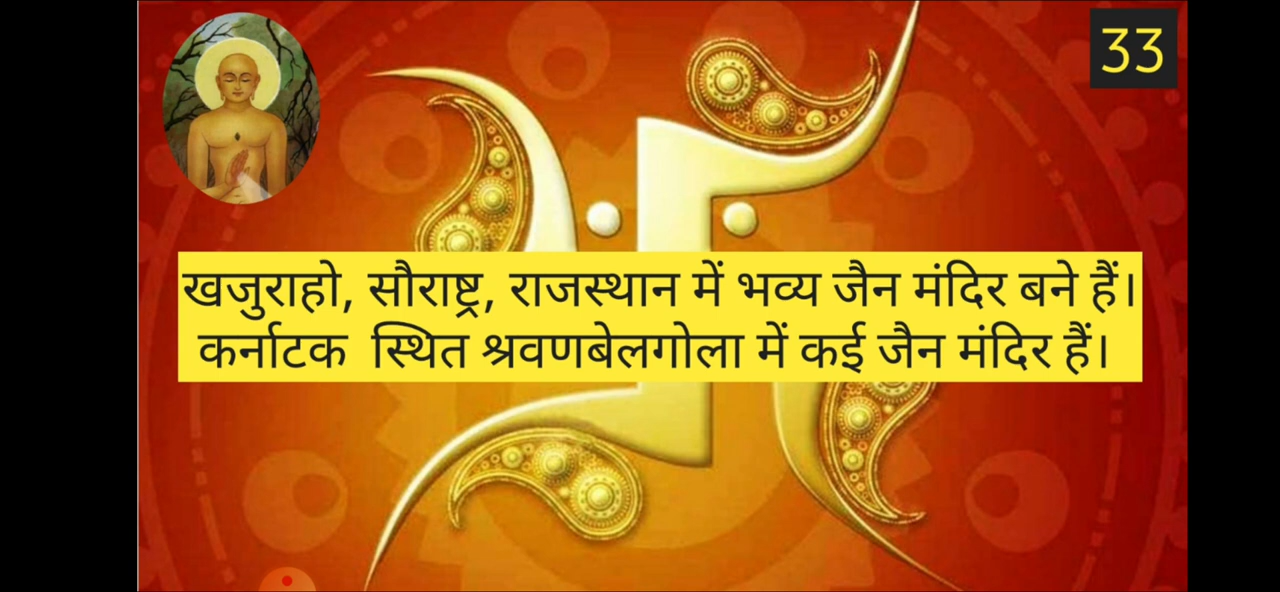 33
खजुराहो, सौराष्ट्र, राजस्थान में भव्य जैन मंदिर बने हैं।
कर्नाटक स्थित श्रवणबेलगोला में कई जैन मंदिर हैं।